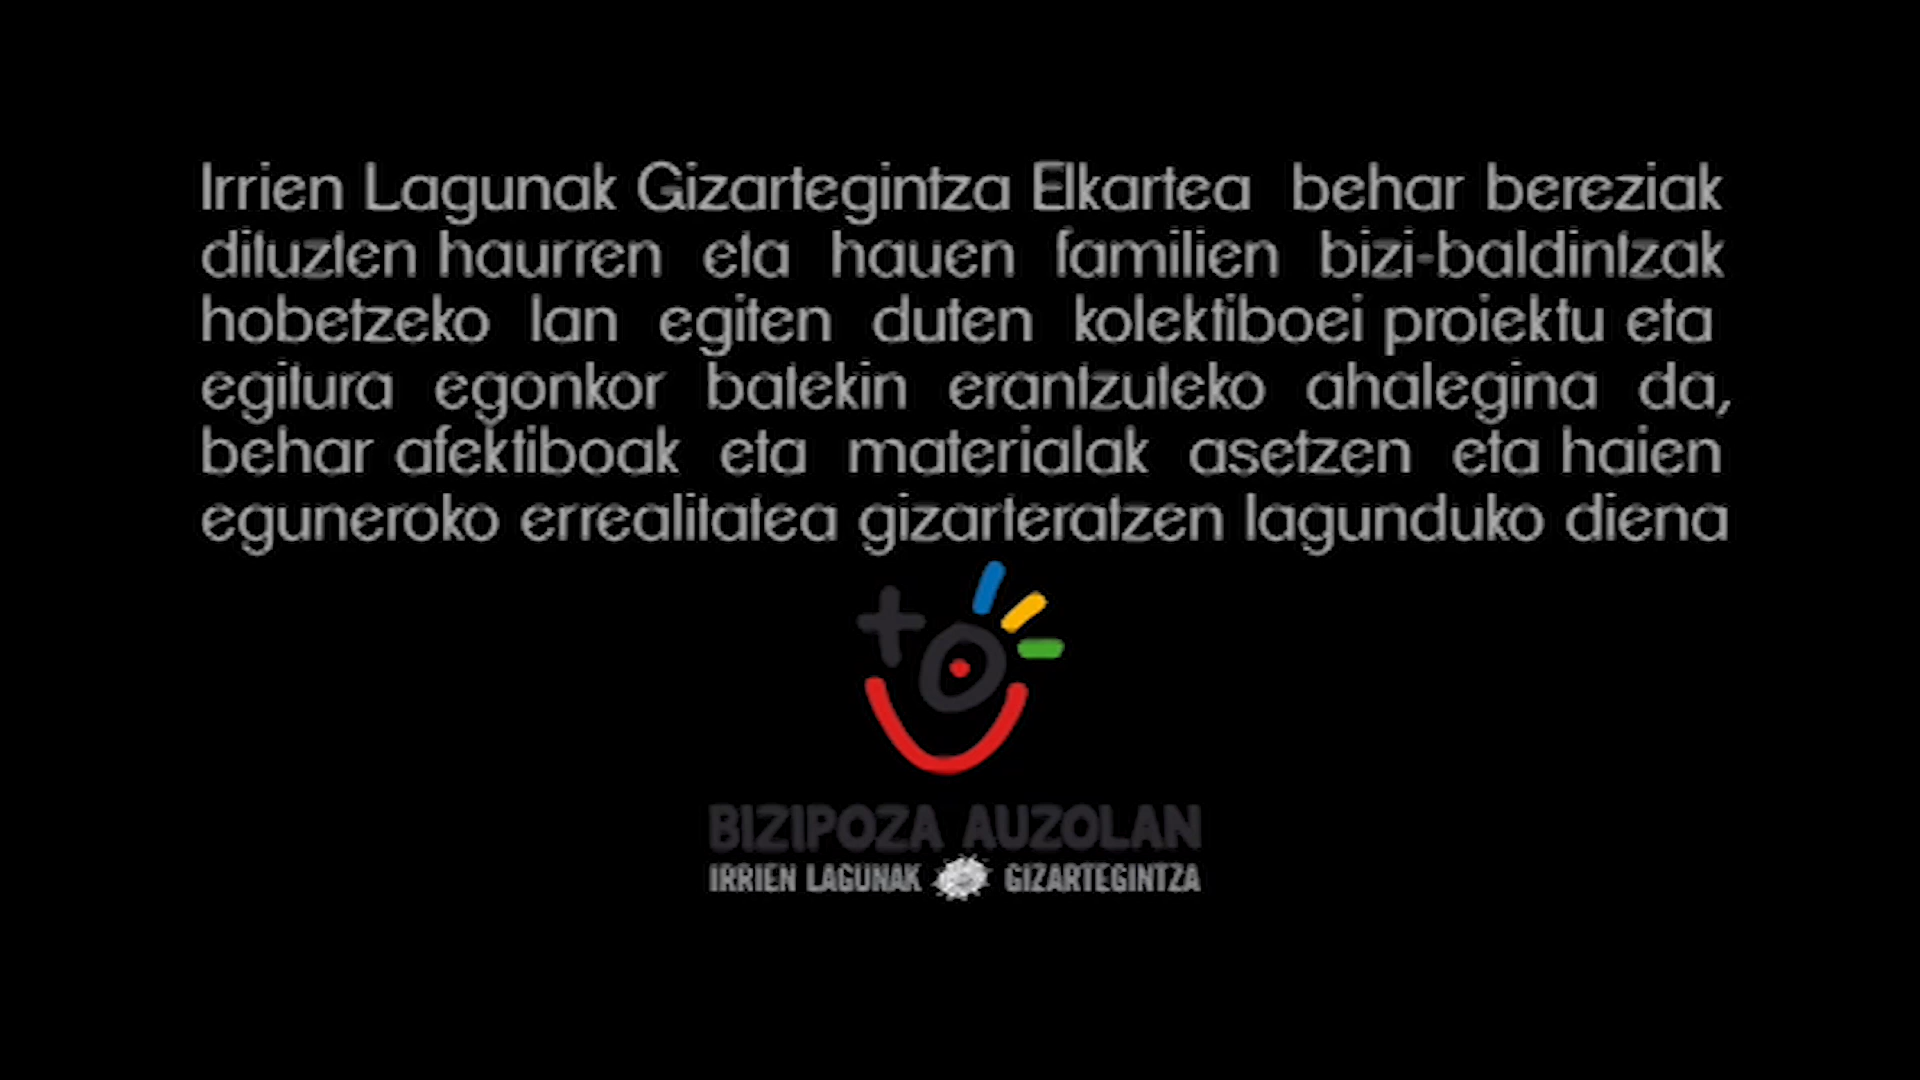 Irrien Lagunak Gizartegintza Elkartea behar bereziak
dituzten haurren eta hauen familien bizi-baldintzak
hobetzeko lan egiten duten kolektiboei proiektu eta
egitura egonkor batekin erantzuteko ahalegina da,
behar afektiboak eta materialak asetzen eta haien
eguneroko errealitatea gizarteratzen lagunduko diena
BIZIPOZA AUZOLAN
IRRIEN LAGUNAK GIZARTEGINTZA